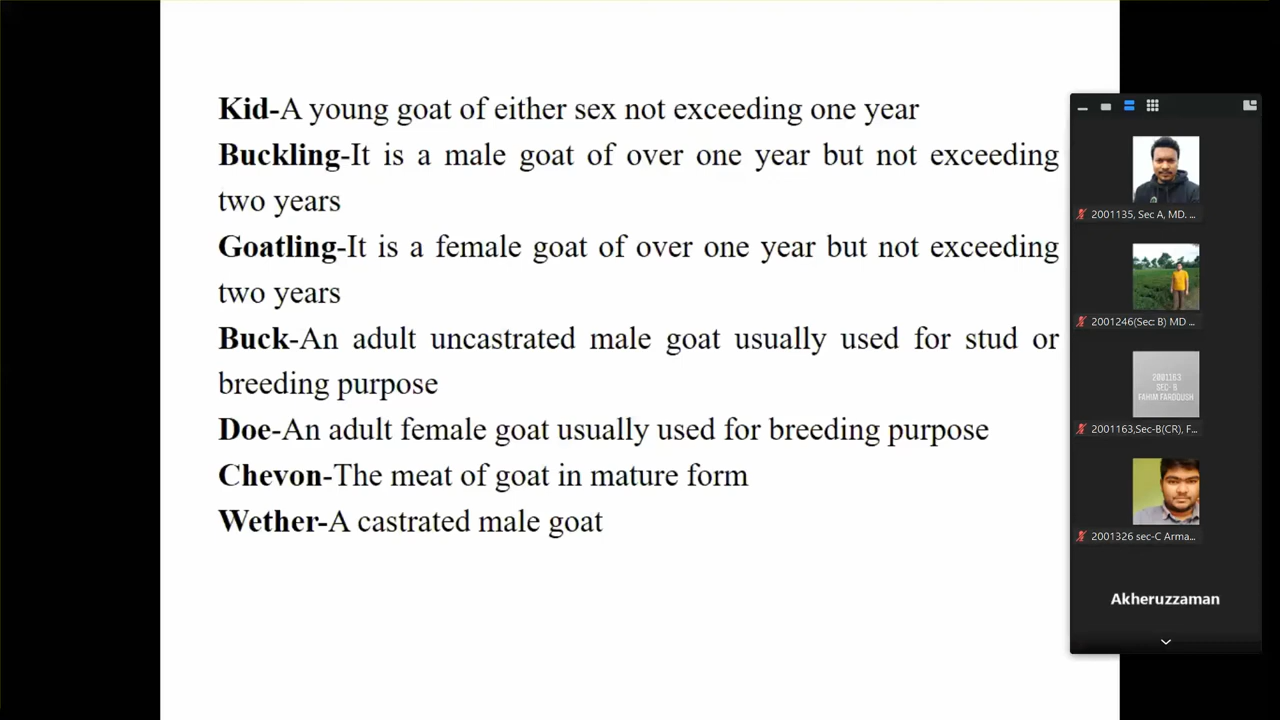 Kid-A young goat of either sex not exceeding one year
Buckling-It is a male goat of over one year but not exceeding
two years
Goatling-It is a female goat of over one year but not exceeding
two years
Buck-An adult uncastrated male goat usually used for stud or
breeding purpose
Doe-An adult female goat usually used for breeding purpose
Chevon-The meat of goat in mature form
Wether-A castrated male goat
2001135, Sec A, MD. ...
2001246(Sec: B) MD ...
2001163
SEC- B
FAHIM FARDOUSH
2001163,Sec-B(CR), F...
2001326 sec-C Arma...
Akheruzzaman